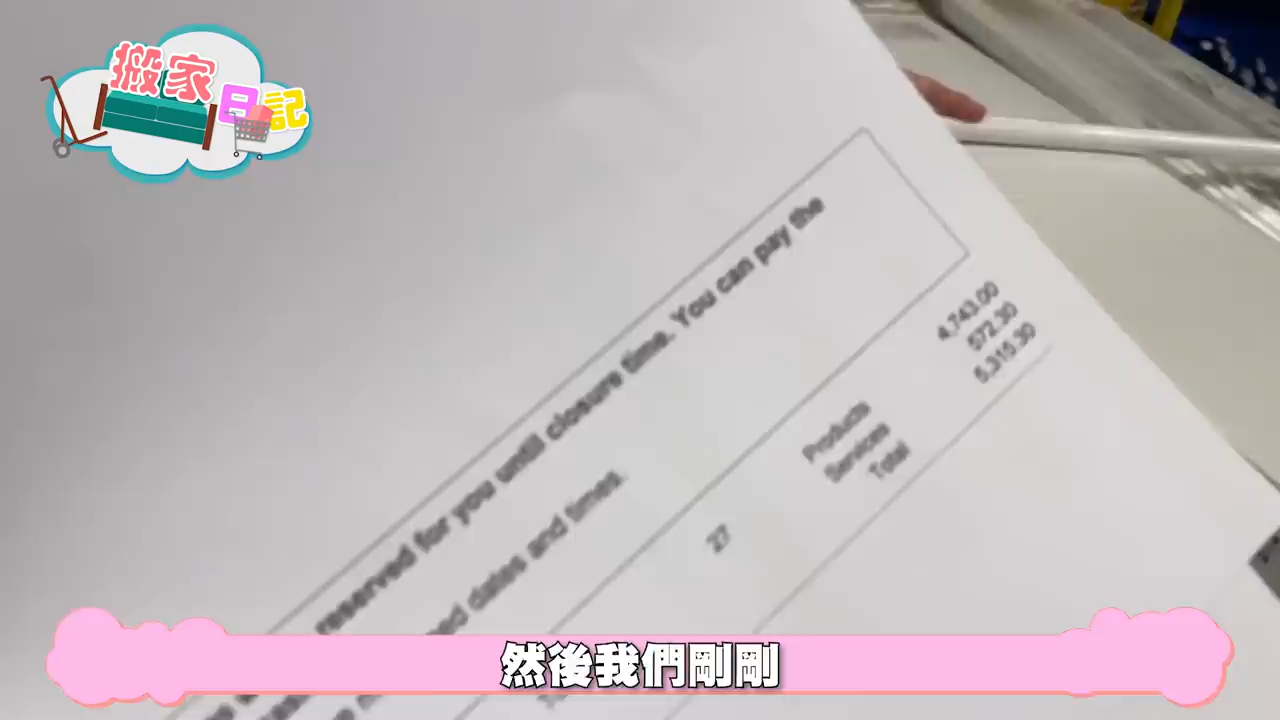 搬家日記
reserved for you until closure time. You can pay the
dates and times.
27
Products 4,743.00
Services 572.30
Total 5,315.30
然後我們剛剛